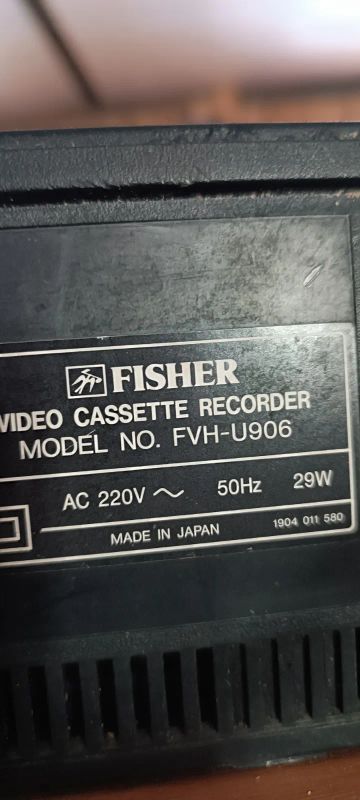 FISHER
VIDEO CASSETTE RECORDER
MODEL NO. FVH-U906
AC 220V ~ 50Hz 29W
MADE IN JAPAN 1904 011 580